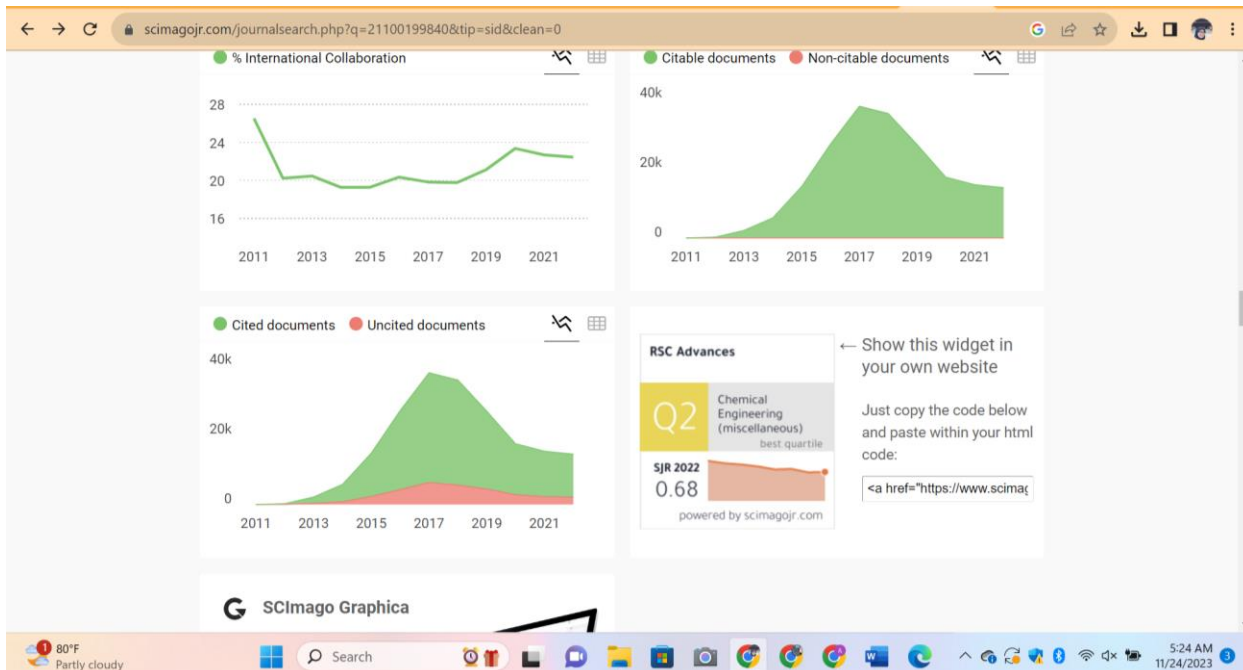 scimagojr.com/journalsearch.php?q=21100199840&tip=sid&clean=0
% International Collaboration
28
24
20
16
2011 2013 2015 2017 2019 2021
Citable documents Non-citable documents
40k
20k
0
2011 2013 2015 2017 2019 2021
Cited documents Uncited documents
40k
20k
0
2011 2013 2015 2017 2019 2021
RSC Advances
Q2
Chemical
Engineering
(miscellaneous)
best quartile
SJR 2022
0.68
powered by scimagojr.com
← Show this widget in
your own website
Just copy the code below
and paste within your html
code:
<a href="https://www.scimag
SCImago Graphica
80°F
Partly cloudy
Search
5:24 AM
11/24/2023
3